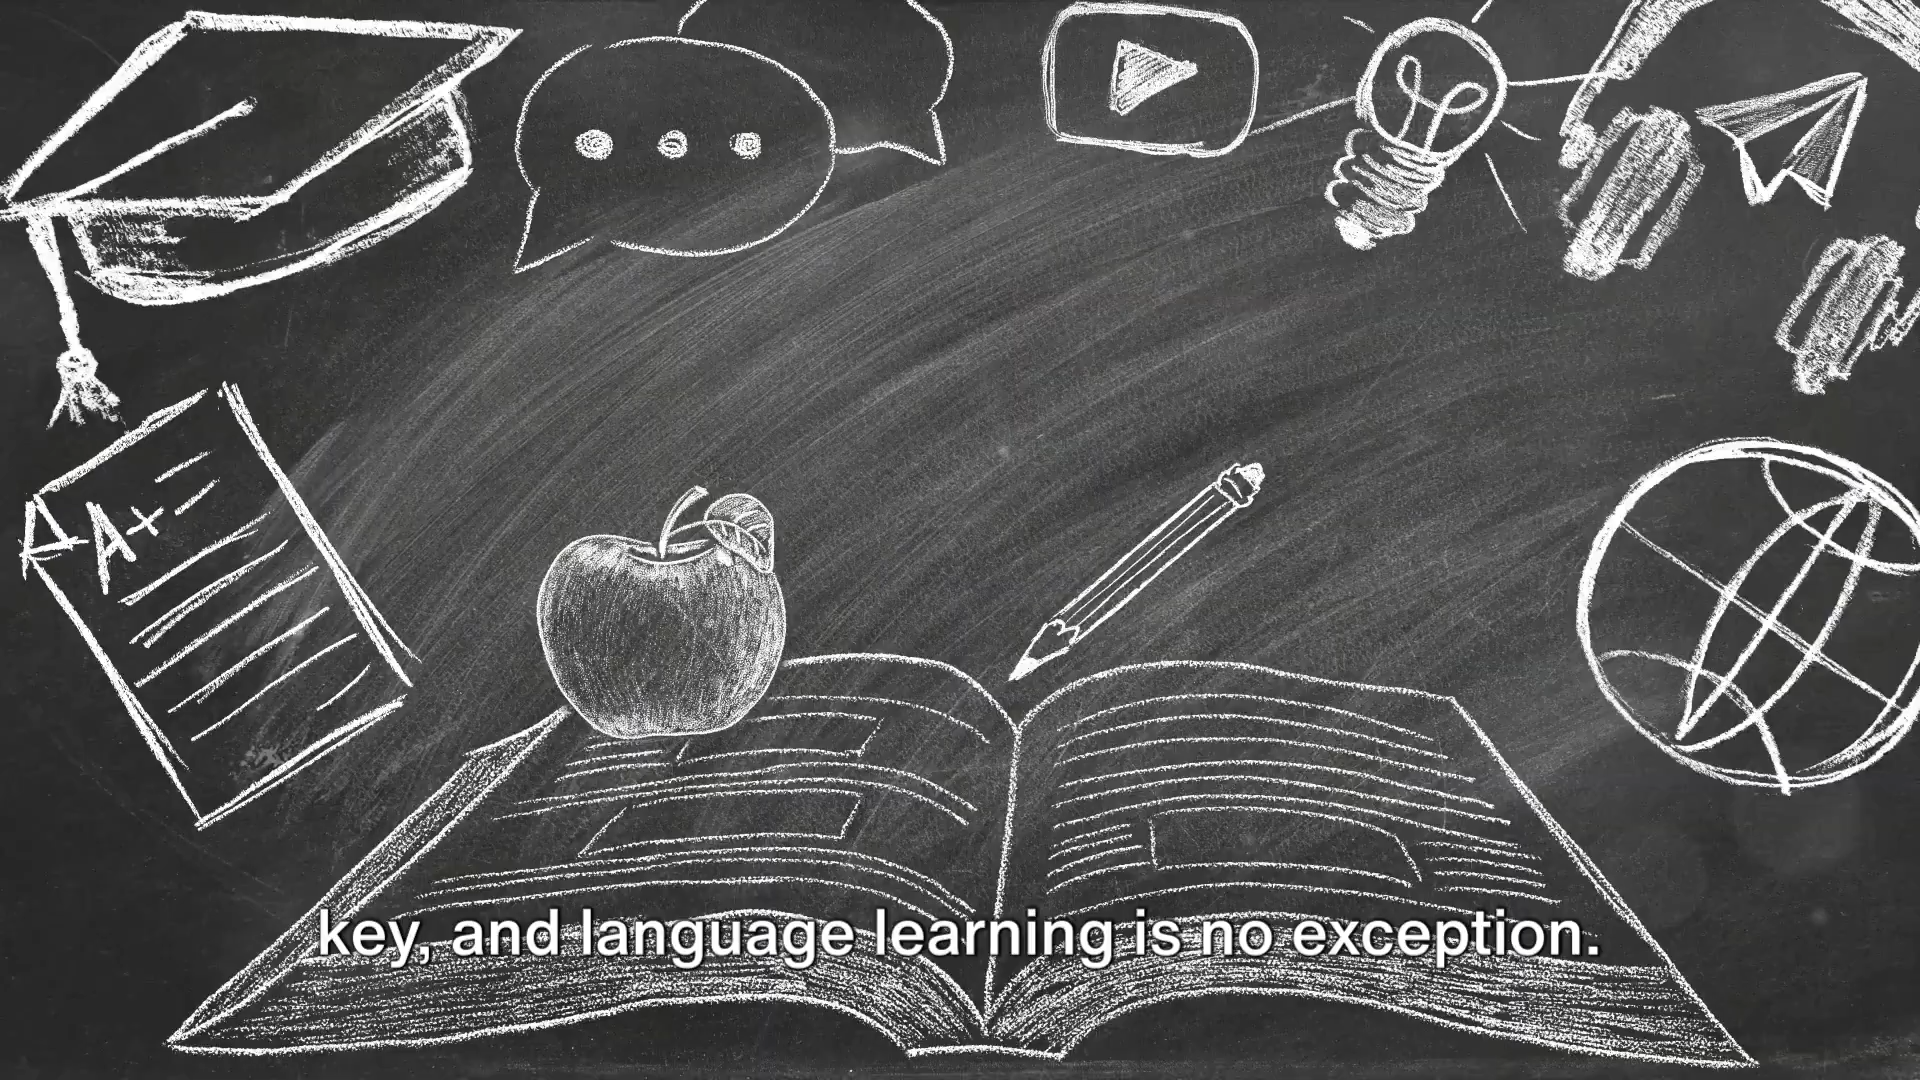 A A+
key, and language learning is no exception.